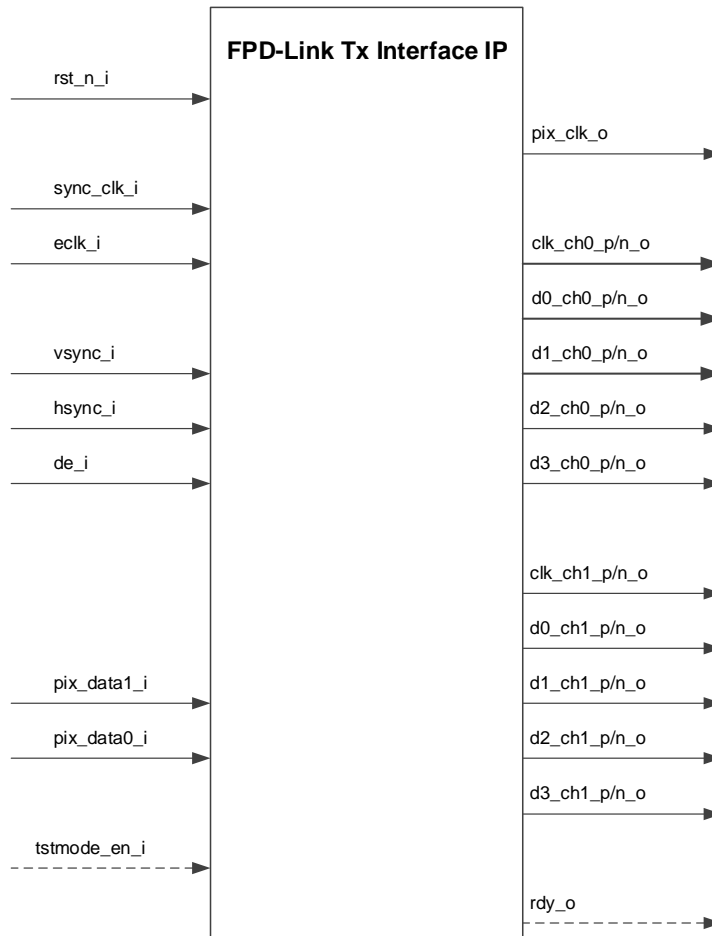 FPD-Link Tx Interface IP
rst_n_i
sync_clk_i
eclk_i
vsync_i
hsync_i
de_i
pix_data1_i
pix_data0_i
tstmode_en_i
pix_clk_o
clk_ch0_p/n_o
d0_ch0_p/n_o
d1_ch0_p/n_o
d2_ch0_p/n_o
d3_ch0_p/n_o
clk_ch1_p/n_o
d0_ch1_p/n_o
d1_ch1_p/n_o
d2_ch1_p/n_o
d3_ch1_p/n_o
rdy_o